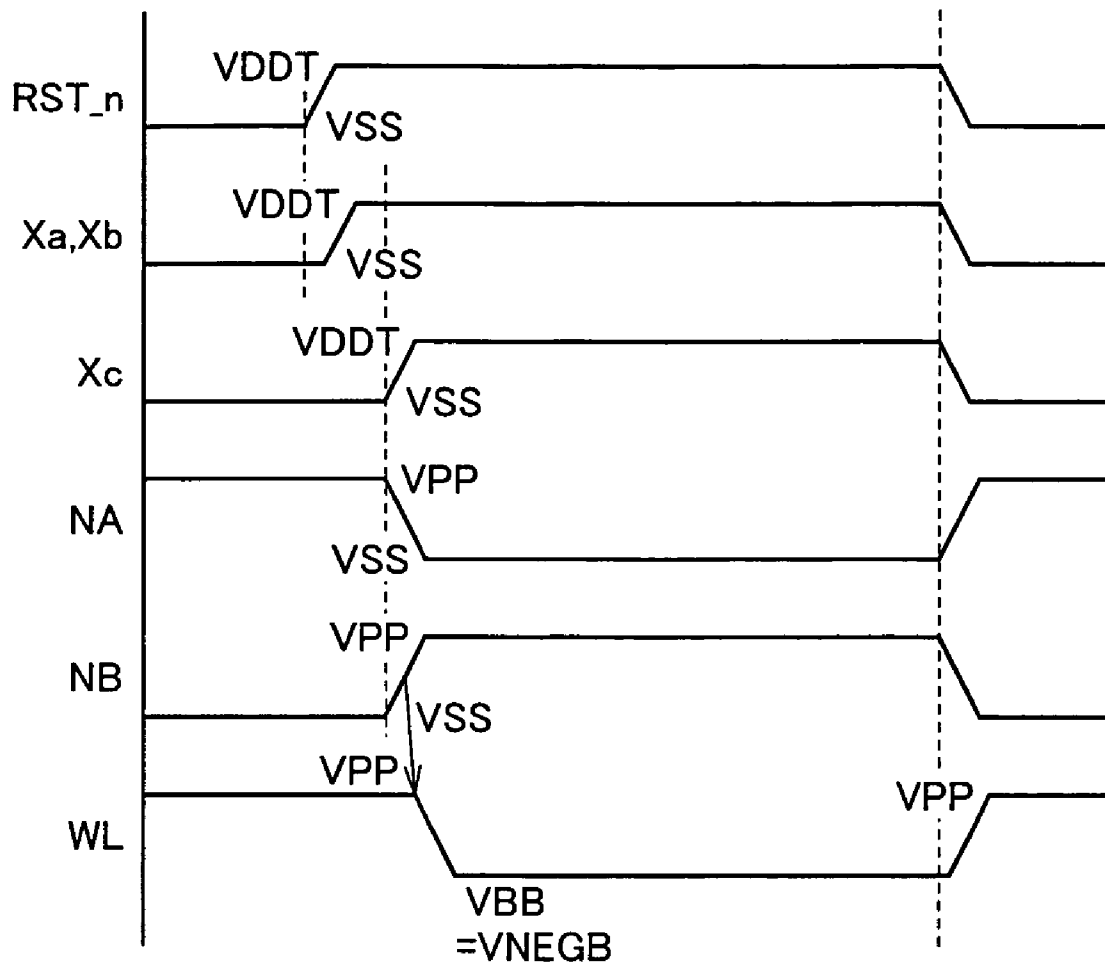 VDDT
RST_n
VSS
VDDT
Xa,Xb
VSS
VDDT
Xc
VSS
VPP
NA
VSS
VPP
NB
VSS
VPP
VPP
WL
VBB
=VNEGB